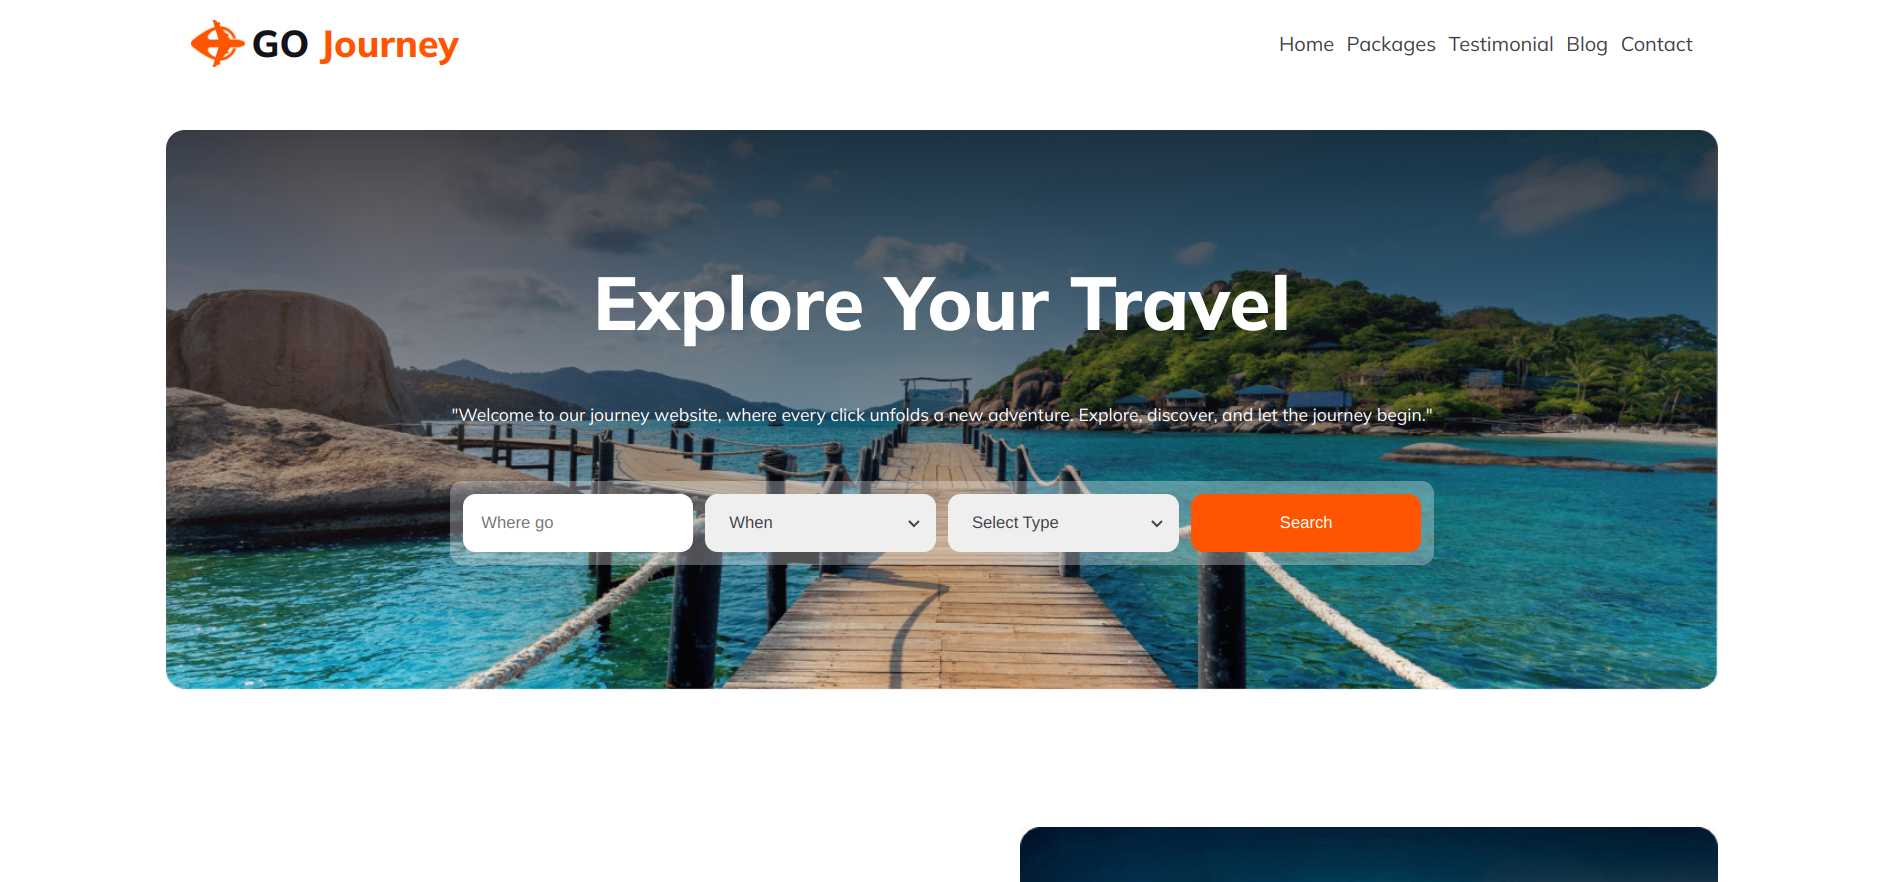 GO Journey
Home Packages Testimonial Blog Contact
Explore Your Travel
"Welcome to our journey website, where every click unfolds a new adventure. Explore, discover, and let the journey begin."
Where go When Select Type Search